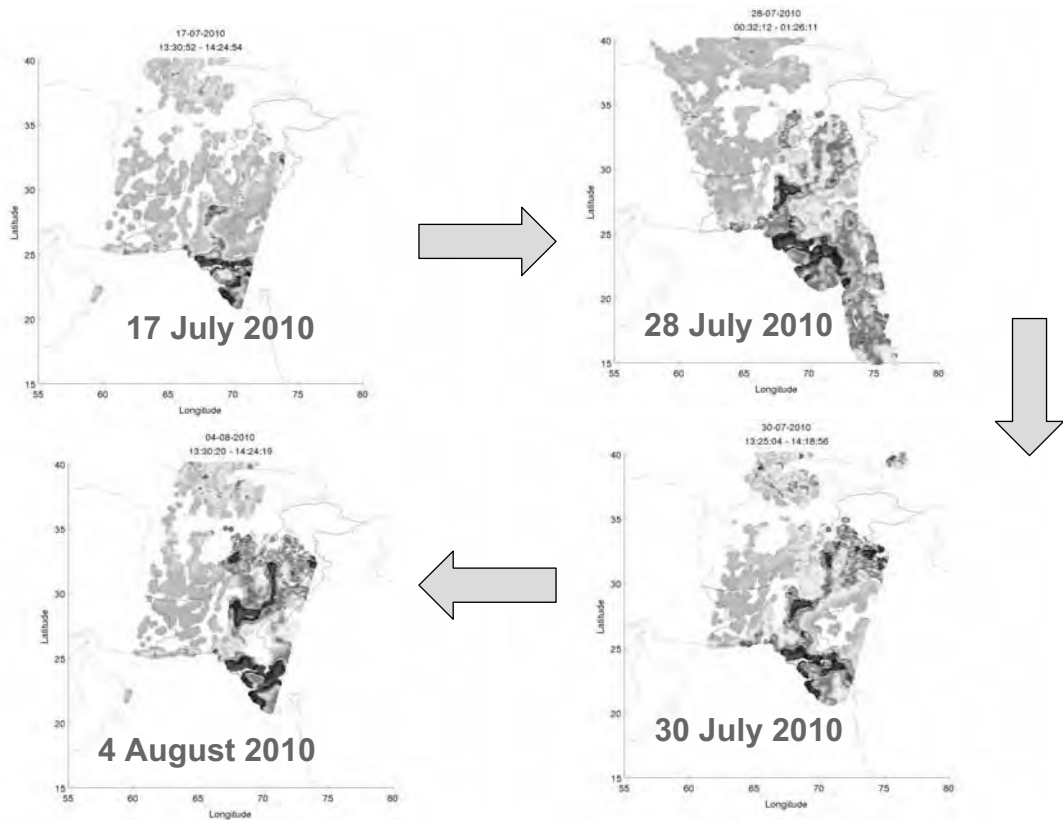 17-07-2010
13:30:52 - 14:24:54
40
35
30
25
20
15
Latitude
17 July 2010
55 60 65 70 75 80
Longitude
28-07-2010
00:32:12 - 01:26:11
40
35
30
25
20
15
Latitude
28 July 2010
55 60 65 70 75 80
Longitude
04-08-2010
13:30:20 - 14:24:19
40
35
30
25
20
15
Latitude
4 August 2010
55 60 65 70 75 80
Longitude
30-07-2010
13:25:04 - 14:18:56
40
35
30
25
20
15
Latitude
30 July 2010
55 60 65 70 75 80
Longitude